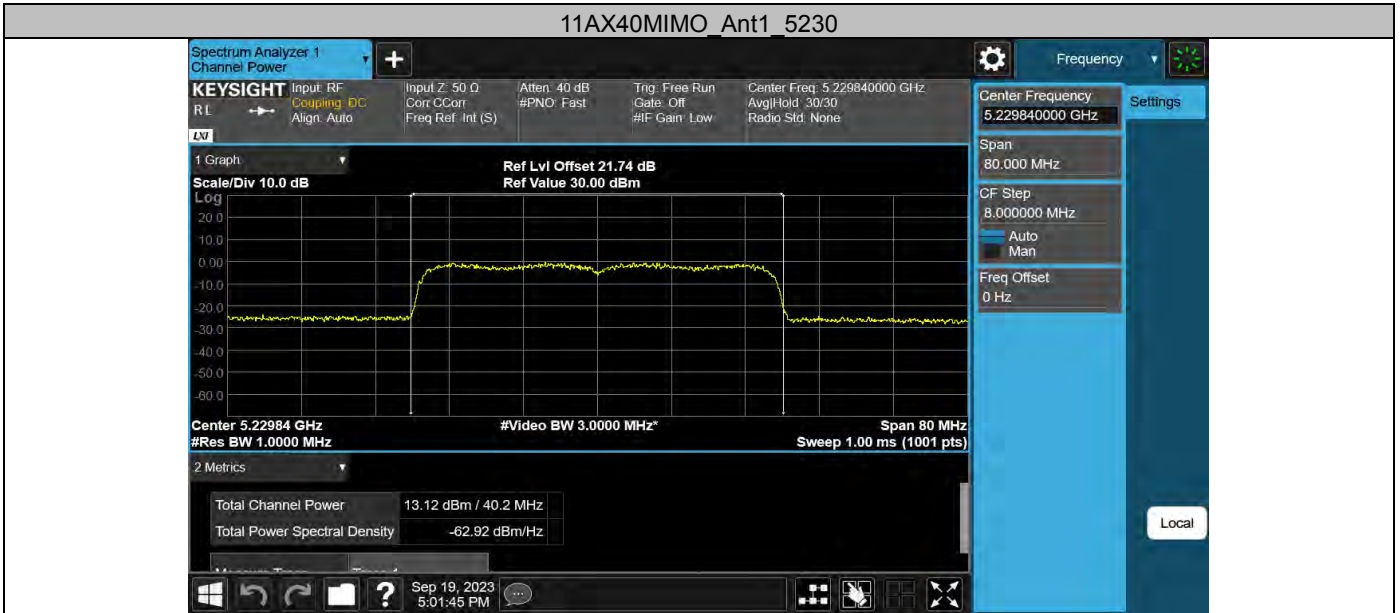 11AX40MIMO_Ant1_5230
Spectrum Analyzer 1
Channel Power
+
Frequency
KEYSIGHT
RL
LXI
Input: RF
Coupling: DC
Align: Auto
Input Z: 50 Ω
Corr CCorr
Freq Ref: Int (S)
Atten: 40 dB
#PNO: Fast
Trig: Free Run
Gate: Off
#IF Gain: Low
Center Freq: 5.229840000 GHz
Avg|Hold: 30/30
Radio Std: None
Center Frequency
5.229840000 GHz
Settings
Span
80.000 MHz
CF Step
8.000000 MHz
Auto
Man
Freq Offset
0 Hz
1 Graph
Scale/Div 10.0 dB
Ref Lvl Offset 21.74 dB
Ref Value 30.00 dBm
Log
20.0
10.0
0.00
-10.0
-20.0
-30.0
-40.0
-50.0
-60.0
Center 5.22984 GHz
#Res BW 1.0000 MHz
#Video BW 3.0000 MHz*
Span 80 MHz
Sweep 1.00 ms (1001 pts)
2 Metrics
Total Channel Power 13.12 dBm / 40.2 MHz
Total Power Spectral Density -62.92 dBm/Hz
Local
?
Sep 19, 2023
5:01:45 PM